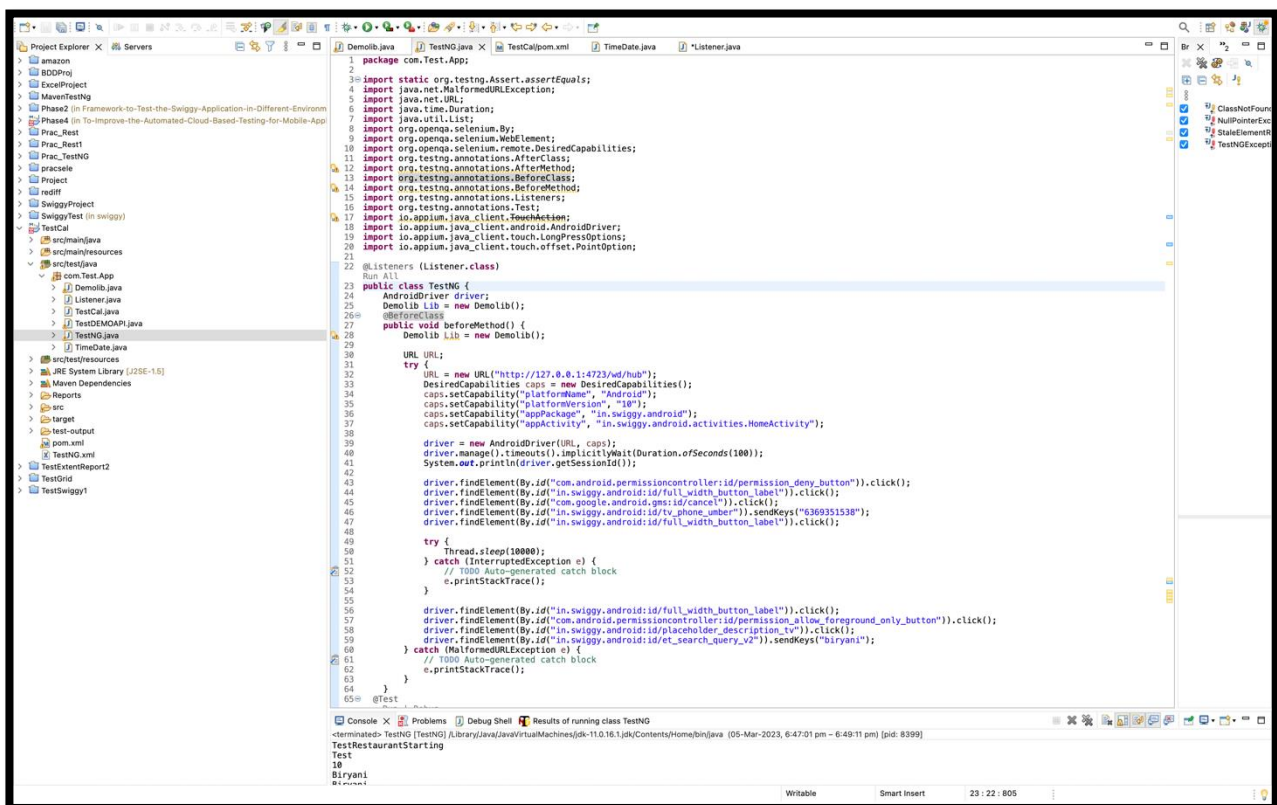 Project Explorer
Servers
amazon
BDDProj
ExcelProject
MavenTestNg
Phase2 (in Framework-to-Test-the-Swiggy-Application-in-Different-Environm
Phase4 (in To-Improve-the-Automated-Cloud-Based-Testing-for-Mobile-Appl
Prac_Rest
Prac_Rest1
Prac_TestNG
pracsele
Project
rediff
SwiggyProject
SwiggyTest (in swiggy)
TestCal
src/main/java
src/main/resources
src/test/java
com.Test.App
Demolib.java
Listener.java
TestCal.java
TestDEMOAPI.java
TestNG.java
TimeDate.java
src/test/resources
JRE System Library [J2SE-1.5]
Maven Dependencies
Reports
src
target
test-output
pom.xml
TestNG.xml
TestExtentReport2
TestGrid
TestSwiggy1
Demolib.java
TestNG.java
TestCal/pom.xml
TimeDate.java
*Listener.java
1 package com.Test.App;
2
3 import static org.testng.Assert.assertEquals;
4 import java.net.MalformedURLException;
5 import java.net.URL;
6 import java.time.Duration;
7 import java.util.List;
8 import org.openqa.selenium.By;
9 import org.openqa.selenium.WebElement;
10 import org.openqa.selenium.remote.DesiredCapabilities;
11 import org.testng.annotations.AfterClass;
12 import org.testng.annotations.AfterMethod;
13 import org.testng.annotations.BeforeClass;
14 import org.testng.annotations.BeforeMethod;
15 import org.testng.annotations.Listeners;
16 import org.testng.annotations.Test;
17 import io.appium.java_client.TouchAction;
18 import io.appium.java_client.android.AndroidDriver;
19 import io.appium.java_client.touch.LongPressOptions;
20 import io.appium.java_client.touch.offset.PointOption;
21
22 @Listeners (Listener.class)
Run All
23 public class TestNG {
24 AndroidDriver driver;
25 Demolib Lib = new Demolib();
26 @BeforeClass
27 public void beforeMethod() {
28 Demolib Lib = new Demolib();
29
30 URL URL;
31 try {
32 URL = new URL("http://127.0.0.1:4723/wd/hub");
33 DesiredCapabilities caps = new DesiredCapabilities();
34 caps.setCapability("platformName", "Android");
35 caps.setCapability("platformVersion", "10");
36 caps.setCapability("appPackage", "in.swiggy.android");
37 caps.setCapability("appActivity", "in.swiggy.android.activities.HomeActivity");
38
39 driver = new AndroidDriver(URL, caps);
40 driver.manage().timeouts().implicitlyWait(Duration.ofSeconds(100));
41 System.out.println(driver.getSessionId());
42
43 driver.findElement(By.id("com.android.permissioncontroller:id/permission_deny_button")).click();
44 driver.findElement(By.id("in.swiggy.android:id/full_width_button_label")).click();
45 driver.findElement(By.id("com.google.android.gms:id/cancel")).click();
46 driver.findElement(By.id("in.swiggy.android:id/tv_phone_umber")).sendKeys("6369351538");
47 driver.findElement(By.id("in.swiggy.android:id/full_width_button_label")).click();
48
49 try {
50 Thread.sleep(10000);
51 } catch (InterruptedException e) {
52 // TODO Auto-generated catch block
53 e.printStackTrace();
54 }
55
56 driver.findElement(By.id("in.swiggy.android:id/full_width_button_label")).click();
57 driver.findElement(By.id("com.android.permissioncontroller:id/permission_allow_foreground_only_button")).click();
58 driver.findElement(By.id("in.swiggy.android:id/placeholder_description_tv")).click();
59 driver.findElement(By.id("in.swiggy.android:id/et_search_query_v2")).sendKeys("biryani");
60 } catch (MalformedURLException e) {
61 // TODO Auto-generated catch block
62 e.printStackTrace();
63 }
64 }
65 @Test
Br
2
ClassNotFound
NullPointerExc
StaleElementR
TestNGExcepti
Console
Problems
Debug Shell
Results of running class TestNG
<terminated> TestNG [TestNG] /Library/Java/JavaVirtualMachines/jdk-11.0.16.1.jdk/Contents/Home/bin/java (05-Mar-2023, 6:47:01 pm – 6:49:11 pm) [pid: 8399]
TestRestaurantStarting
Test
10
Biryani
Writable
Smart Insert
23 : 22 : 805